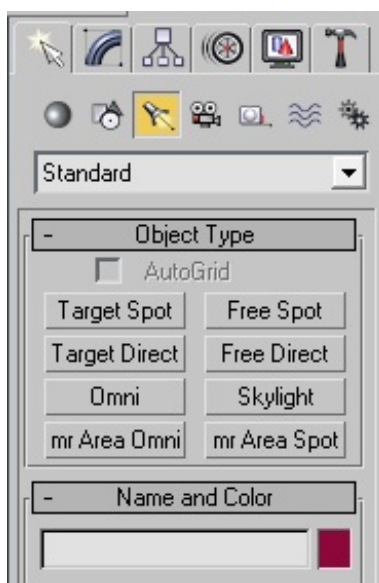 Standard
- Object Type
AutoGrid
Target Spot Free Spot
Target Direct Free Direct
Omni Skylight
mr Area Omni mr Area Spot
- Name and Color